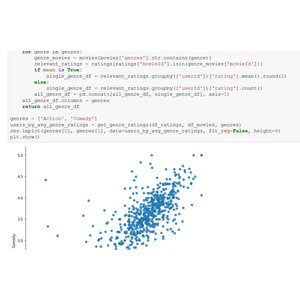 for genre in genres:
genre_movies = movies[movies["genres"].str.contains(genre)]
relevant_ratings = ratings[ratings["movieId"].isin(genre_movies["movieId"])]
if mean is True:
single_genre_df = relevant_ratings.groupby(["userId"])["rating"].mean().round(2)
else:
single_genre_df = relevant_ratings.groupby(["userId"])["rating"].count()
all_genre_df = pd.concat([all_genre_df, single_genre_df], axis=1)
all_genre_df.columns = genres
return all_genre_df
genres = ["Action", "Comedy"]
users_by_avg_genre_ratings = get_genre_ratings(df_ratings, df_movies, genres)
sns.lmplot(genres[0], genres[1], data=users_by_avg_genre_ratings, fit_reg=False, height=8)
plt.show()
5.0
4.5
4.0
3.5
3.0
Comedy